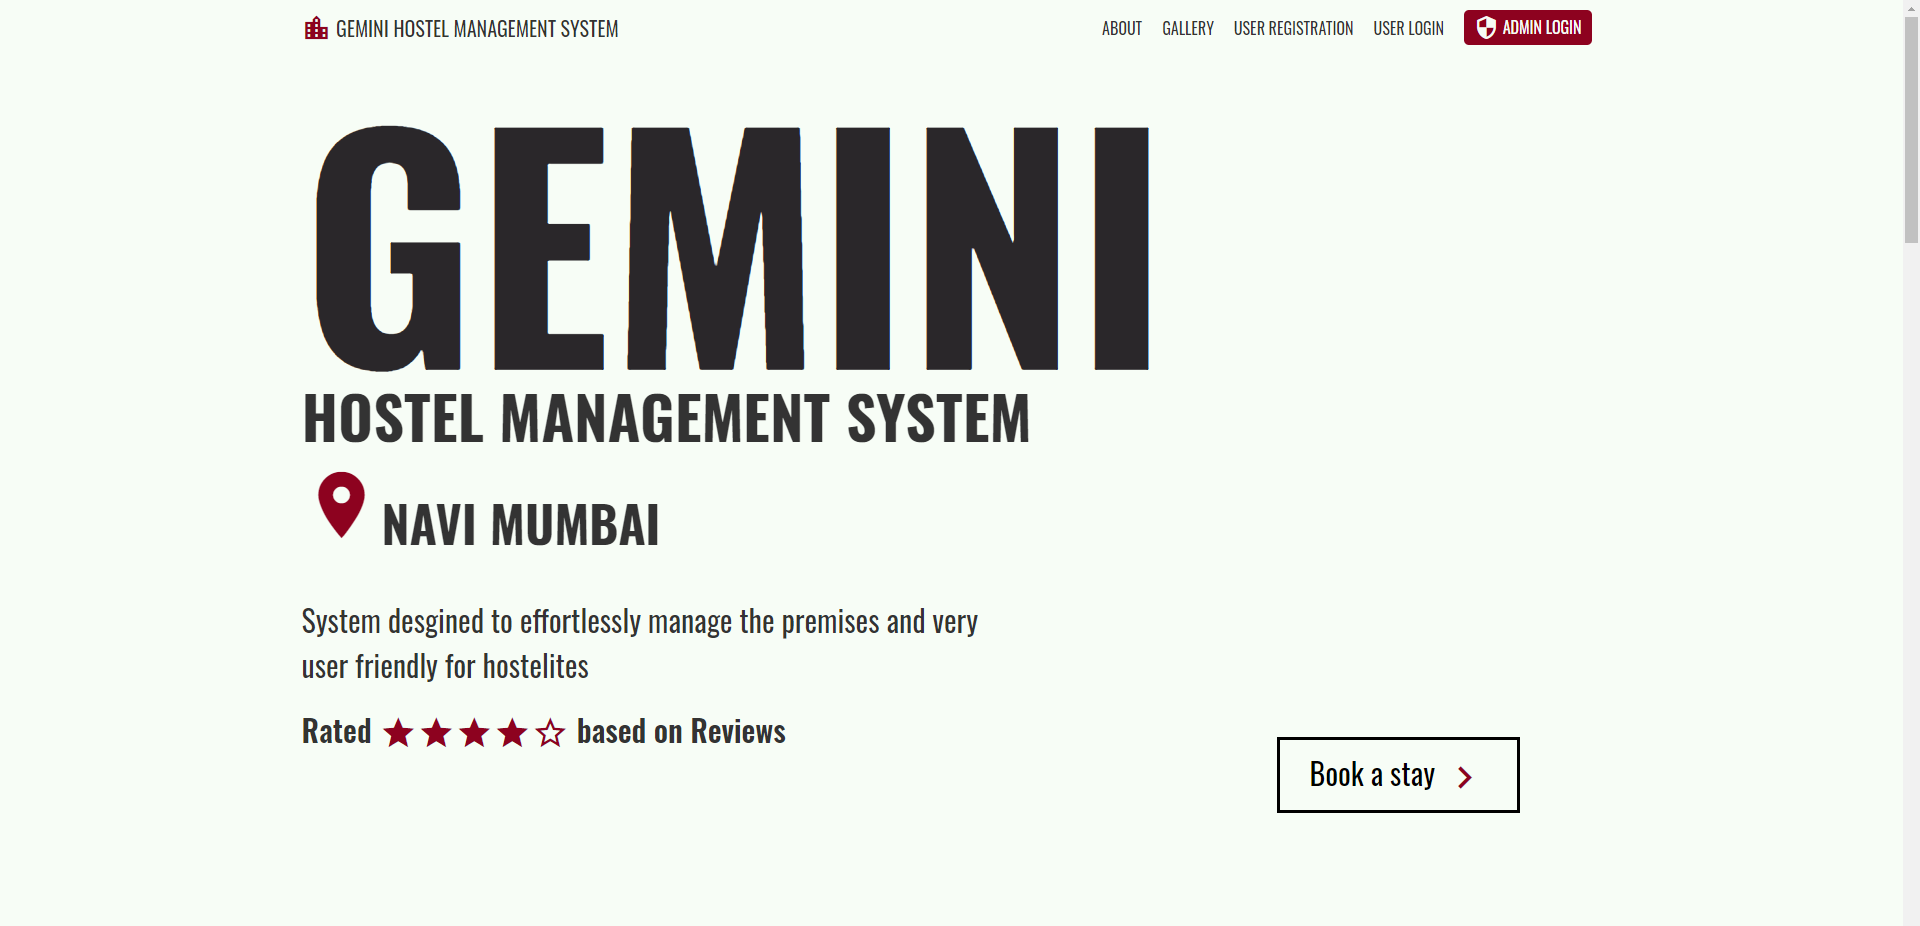 GEMINI HOSTEL MANAGEMENT SYSTEM
ABOUT GALLERY USER REGISTRATION USER LOGIN ADMIN LOGIN
GEMINI
HOSTEL MANAGEMENT SYSTEM
NAVI MUMBAI
System desgined to effortlessly manage the premises and very
user friendly for hostelites
Rated based on Reviews
Book a stay